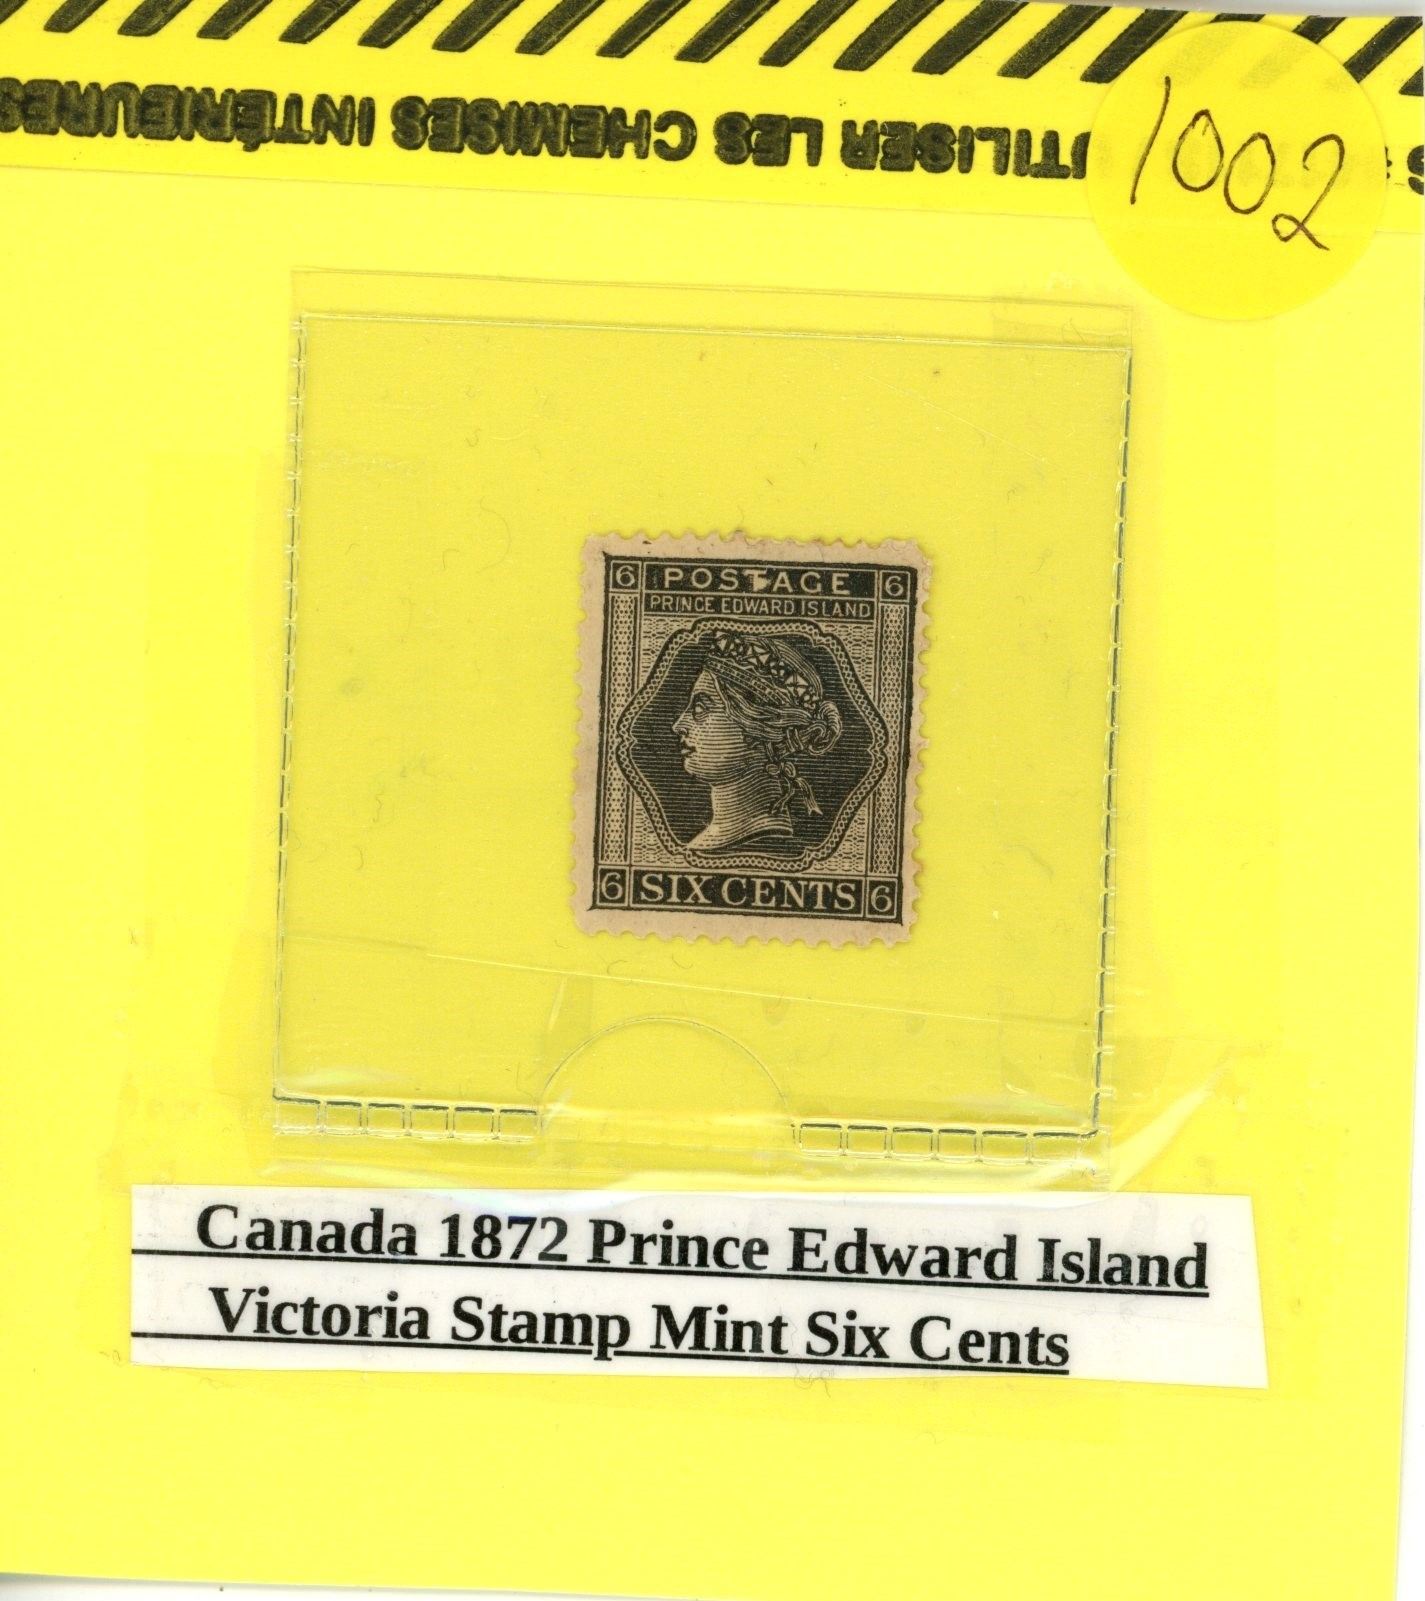 UTILISER LES CHEMISES INTÉRIEURES
1002
6 POSTAGE 6
PRINCE EDWARD ISLAND
6 SIX CENTS 6
Canada 1872 Prince Edward Island
Victoria Stamp Mint Six Cents